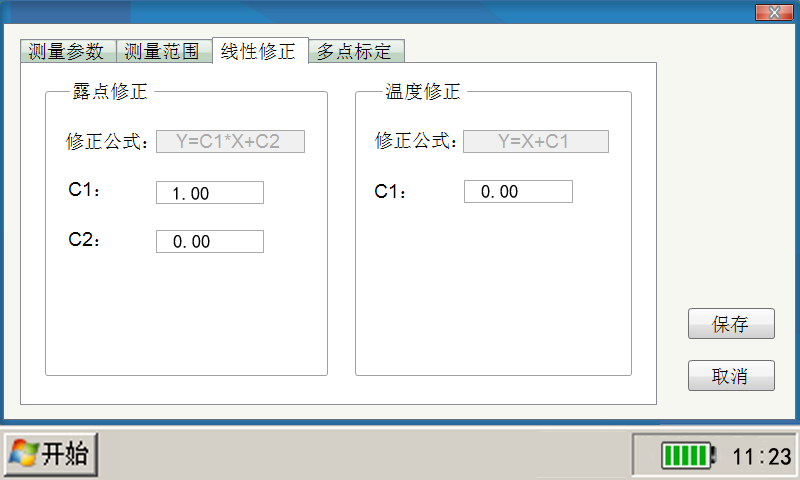 测量参数 测量范围 线性修正 多点标定
露点修正
修正公式： Y=C1*X+C2
C1： 1.00
C2： 0.00
温度修正
修正公式： Y=X+C1
C1： 0.00
保存
取消
开始
11:23